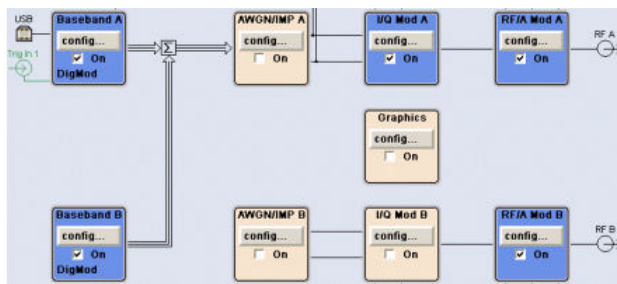 USB
Trig In 1
Baseband A
config...
On
DigMod
Σ
AWGN/IMP A
config...
On
I/Q Mod A
config...
On
RF/A Mod A
config...
On
RF A
Graphics
config...
On
Baseband B
config...
On
DigMod
AWGN/IMP B
config...
On
I/Q Mod B
config...
On
RF/A Mod B
config...
On
RF B